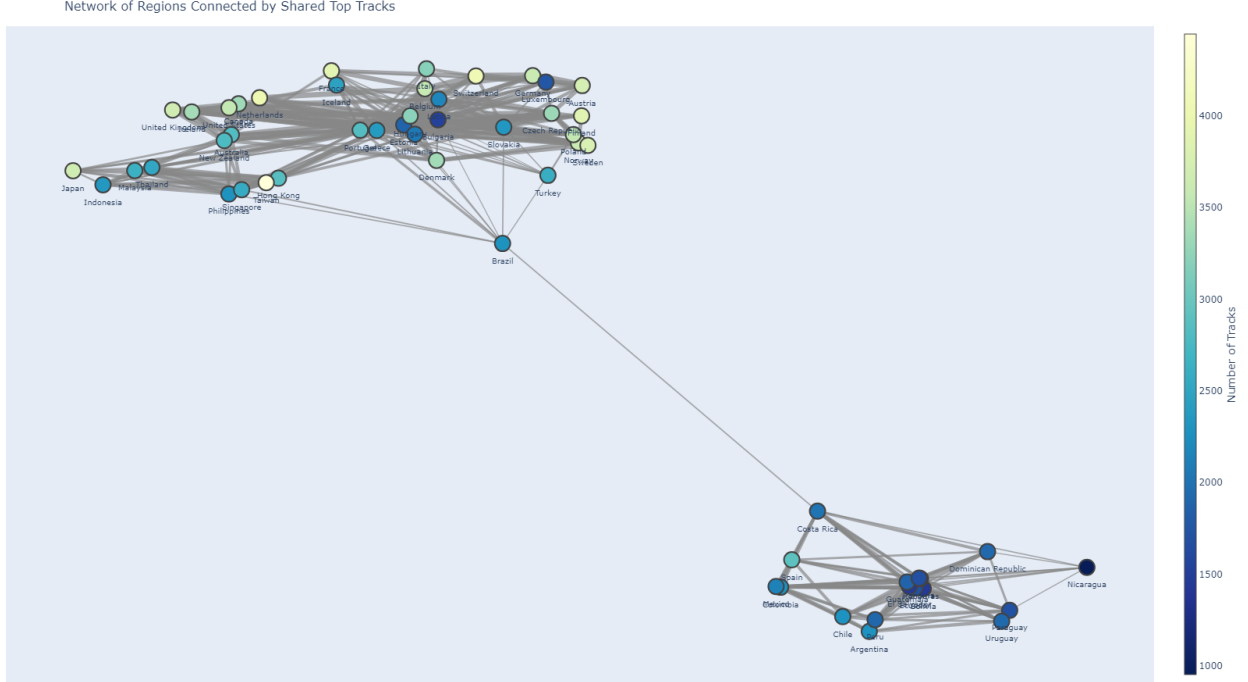 Network of Regions Connected by Shared Top Tracks
France
Iceland
Italy
Switzerland
Germany
Luxembourg
Austria
Belgium
United Kingdom
Ireland
United States
Canada
Netherlands
Hungary
Estonia
Bulgaria
Lithuania
Slovakia
Czech Republic
Finland
Poland
Norway
Sweden
Portugal
Greece
Australia
New Zealand
Denmark
Turkey
Japan
Indonesia
Malaysia
Thailand
Philippines
Singapore
Taiwan
Hong Kong
Brazil
Costa Rica
Spain
Dominican Republic
Nicaragua
Mexico
Colombia
Guatemala
Bolivia
Chile
Peru
Argentina
Paraguay
Uruguay
4000
3500
3000
2500
2000
1500
1000
Number of Tracks